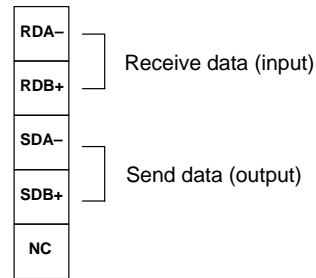 RDA–
RDB+
Receive data (input)
SDA–
SDB+
Send data (output)
NC